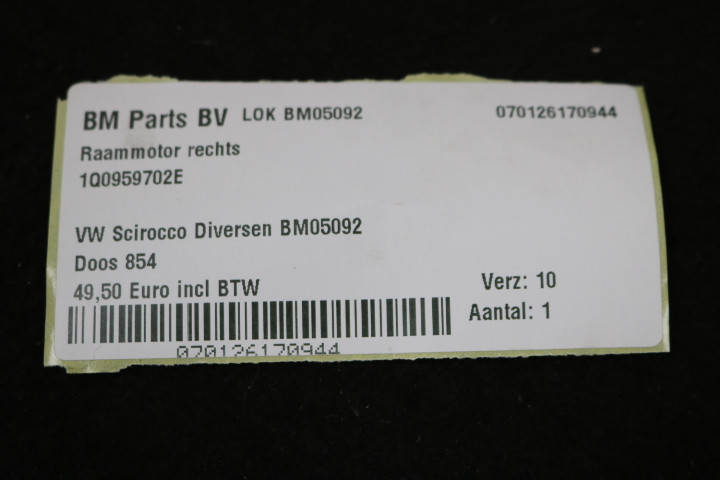 BM Parts BV LOK BM05092 070126170944
Raammotor rechts
1Q0959702E
VW Scirocco Diversen BM05092
Doos 854
49,50 Euro incl BTW Verz: 10
Aantal: 1
070126170944